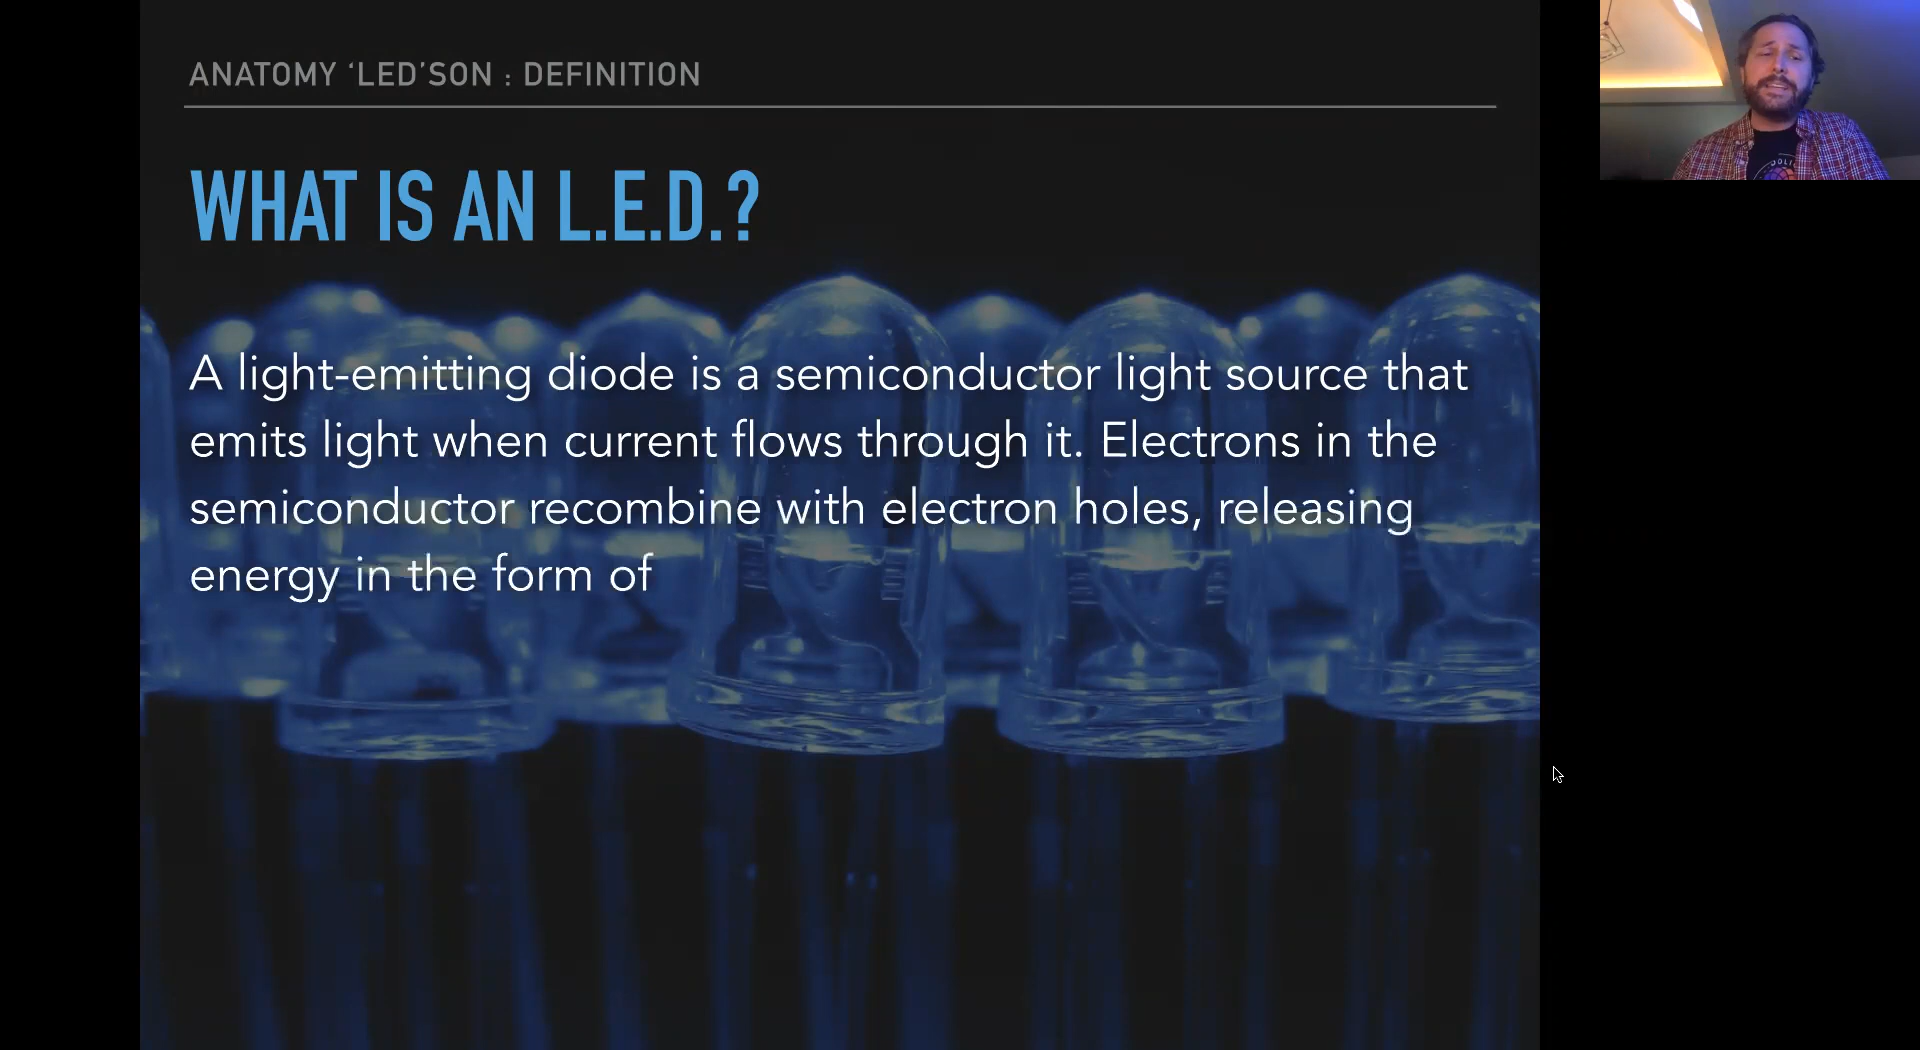 ANATOMY ‘LED’SON : DEFINITION
WHAT IS AN L.E.D.?
A light-emitting diode is a semiconductor light source that
emits light when current flows through it. Electrons in the
semiconductor recombine with electron holes, releasing
energy in the form of